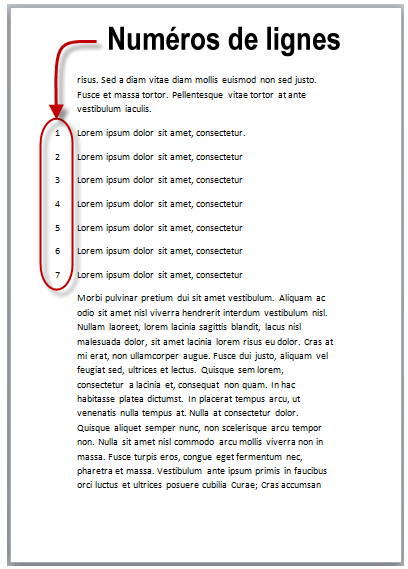 Numéros de lignes
risus. Sed a diam vitae diam mollis euismod non sed justo.
Fusce et massa tortor. Pellentesque vitae tortor at ante
vestibulum iaculis.
1 Lorem ipsum dolor sit amet, consectetur.
2 Lorem ipsum dolor sit amet, consectetur
3 Lorem ipsum dolor sit amet, consectetur
4 Lorem ipsum dolor sit amet, consectetur
5 Lorem ipsum dolor sit amet, consectetur
6 Lorem ipsum dolor sit amet, consectetur
7 Lorem ipsum dolor sit amet, consectetur
Morbi pulvinar pretium dui sit amet vestibulum. Aliquam ac
odio sit amet nisl viverra hendrerit interdum vestibulum nisl.
Nullam laoreet, lorem lacinia sagittis blandit, lacus nisl
malesuada dolor, sit amet lacinia lorem risus eu dolor. Cras at
mi erat, non ullamcorper augue. Fusce dui justo, aliquam vel
feugiat sed, ultrices et lectus. Quisque sem lorem,
consectetur a lacinia et, consequat non quam. In hac
habitasse platea dictumst. In placerat tempus arcu, ut
venenatis nulla tempus at. Nulla at consectetur dolor.
Quisque aliquet semper nunc, non scelerisque arcu tempor
non. Nulla sit amet nisl commodo arcu mollis viverra non in
massa. Fusce turpis eros, congue eget fermentum nec,
pharetra et massa. Vestibulum ante ipsum primis in faucibus
orci luctus et ultrices posuere cubilia Curae; Cras accumsan